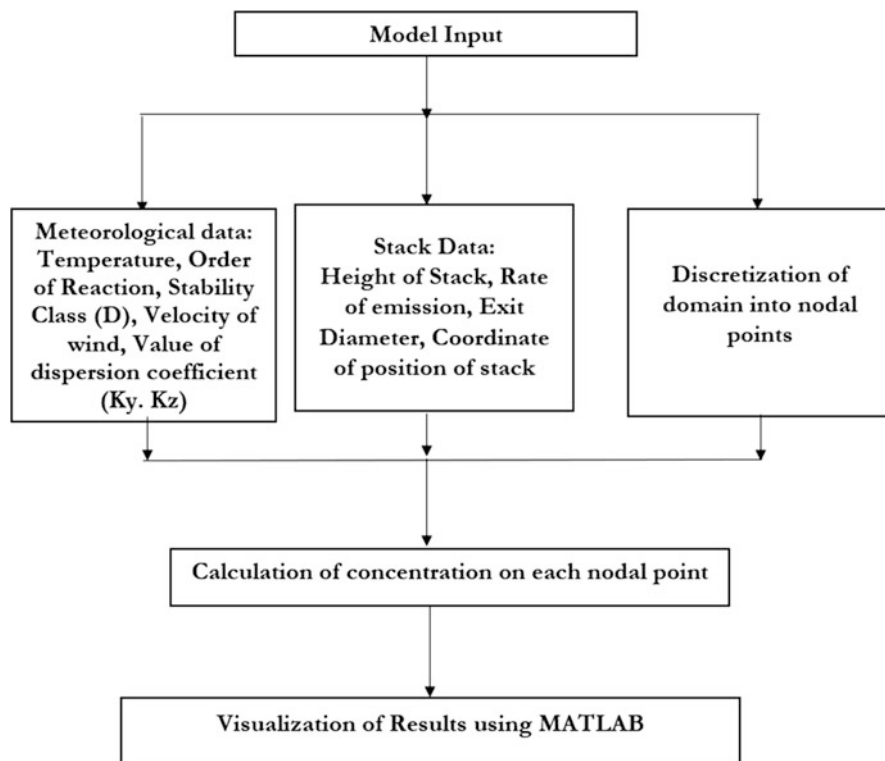 Model Input
Meteorological data:
Temperature, Order
of Reaction, Stability
Class (D), Velocity of
wind, Value of
dispersion coefficient
(Ky. Kz)
Stack Data:
Height of Stack, Rate
of emission, Exit
Diameter, Coordinate
of position of stack
Discretization of
domain into nodal
points
Calculation of concentration on each nodal point
Visualization of Results using MATLAB